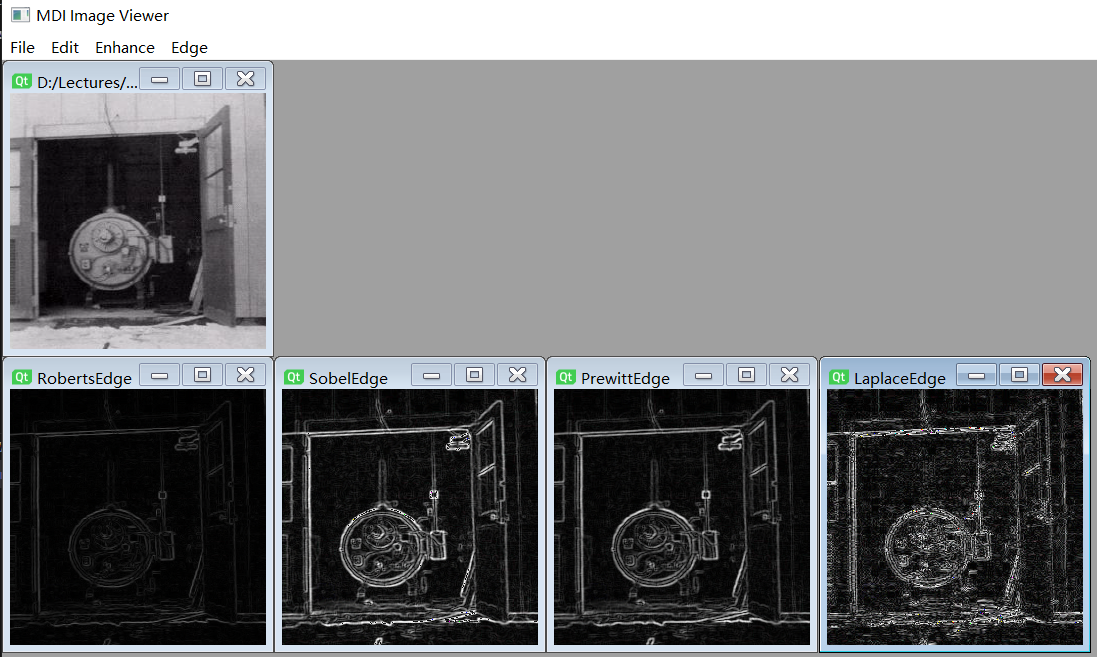 MDI Image Viewer
File Edit Enhance Edge
Qt D:/Lectures/...
Qt RobertsEdge
Qt SobelEdge
Qt PrewittEdge
Qt LaplaceEdge